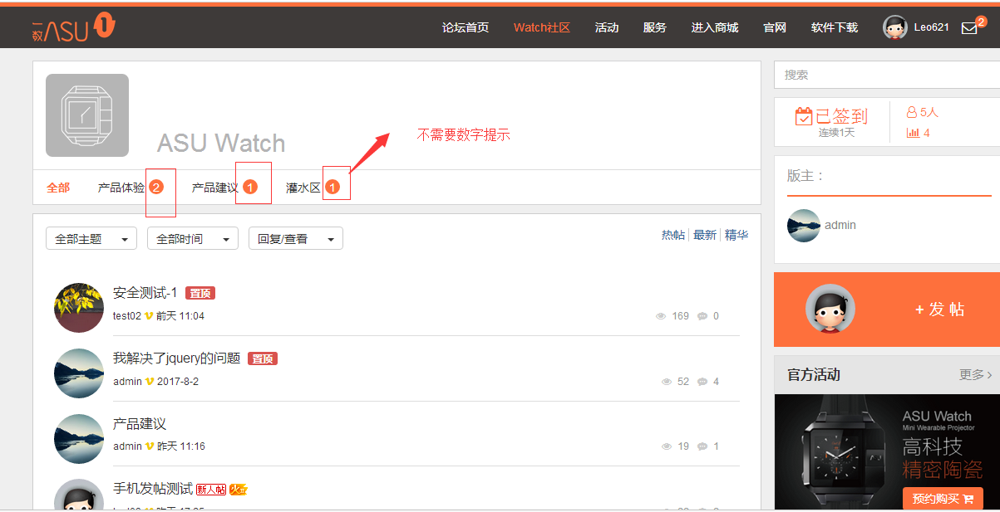 一数 ASU 1
论坛首页 Watch社区 活动 服务 进入商城 官网 软件下载 Leo621 2
ASU Watch
不需要数字提示
全部 产品体验 2 产品建议 1 灌水区 1
全部主题 全部时间 回复/查看
热帖 最新 精华
安全测试-1 置顶
test02 前天 11:04 169 0
我解决了jquery的问题 置顶
admin 2017-8-2 52 4
产品建议
admin 昨天 11:16 19 1
手机发帖测试 新人帖 火
搜索
已签到
连续1天
5人
4
版主：
admin
+ 发 帖
官方活动 更多
ASU Watch
Mini Wearable Projector
高科技
精密陶瓷
预约购买